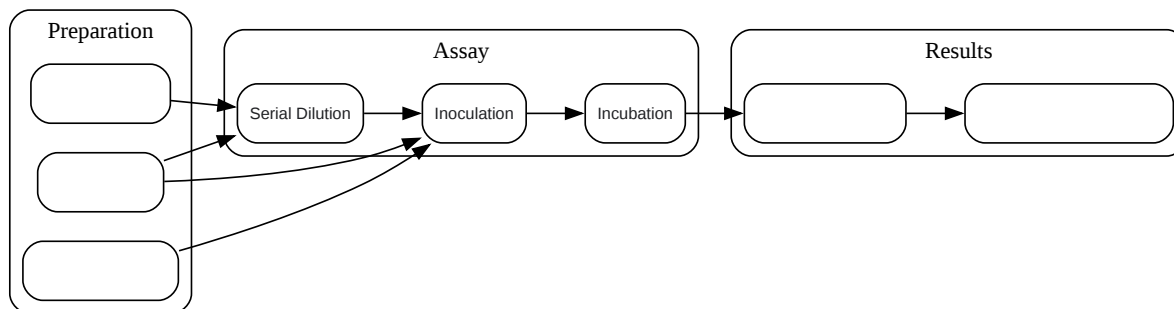 Preparation
Assay
Serial Dilution
Inoculation
Incubation
Results